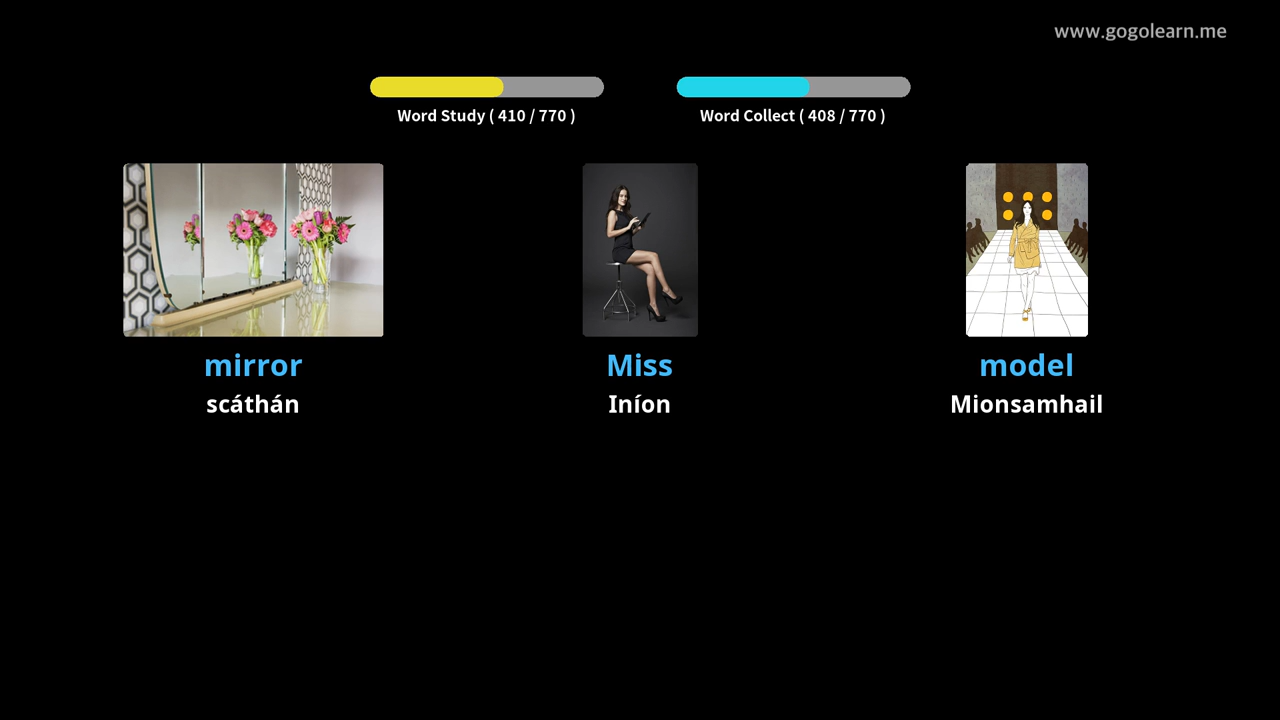 www.gogolearn.me
Word Study ( 410 / 770 )
Word Collect ( 408 / 770 )
mirror
Miss
model
scáthán
Iníon
Mionsamhail